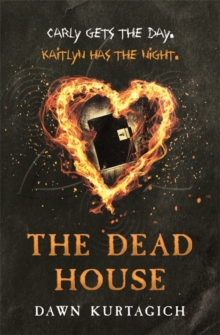 CARLY GETS THE DAY.
KAITLYN HAS THE NIGHT.
THE DEAD
HOUSE
DAWN KURTAGICH